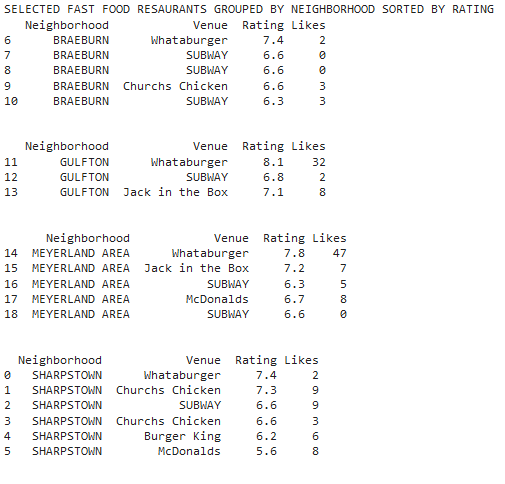 SELECTED FAST FOOD RESAURANTS GROUPED BY NEIGHBORHOOD SORTED BY RATING
Neighborhood Venue Rating Likes
6 BRAEBURN Whataburger 7.4 2
7 BRAEBURN SUBWAY 6.6 0
8 BRAEBURN SUBWAY 6.6 0
9 BRAEBURN Churchs Chicken 6.6 3
10 BRAEBURN SUBWAY 6.3 3
Neighborhood Venue Rating Likes
11 GULFTON Whataburger 8.1 32
12 GULFTON SUBWAY 6.8 2
13 GULFTON Jack in the Box 7.1 8
Neighborhood Venue Rating Likes
14 MEYERLAND AREA Whataburger 7.8 47
15 MEYERLAND AREA Jack in the Box 7.2 7
16 MEYERLAND AREA SUBWAY 6.3 5
17 MEYERLAND AREA McDonalds 6.7 8
18 MEYERLAND AREA SUBWAY 6.6 0
Neighborhood Venue Rating Likes
0 SHARPSTOWN Whataburger 7.4 2
1 SHARPSTOWN Churchs Chicken 7.3 9
2 SHARPSTOWN SUBWAY 6.6 9
3 SHARPSTOWN Churchs Chicken 6.6 3
4 SHARPSTOWN Burger King 6.2 6
5 SHARPSTOWN McDonalds 5.6 8